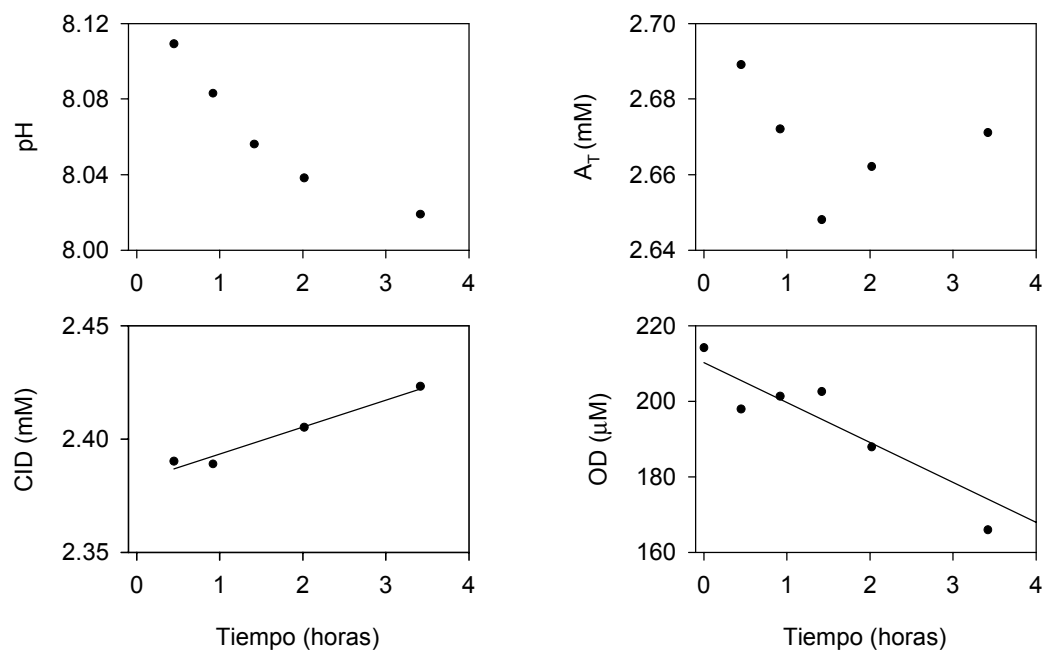 8.12
8.08
8.04
8.00
pH
0 1 2 3 4
2.70
2.68
2.66
2.64
A_T (mM)
0 1 2 3 4
2.45
2.40
2.35
CID (mM)
0 1 2 3 4
Tiempo (horas)
220
200
180
160
OD (µM)
0 1 2 3 4
Tiempo (horas)